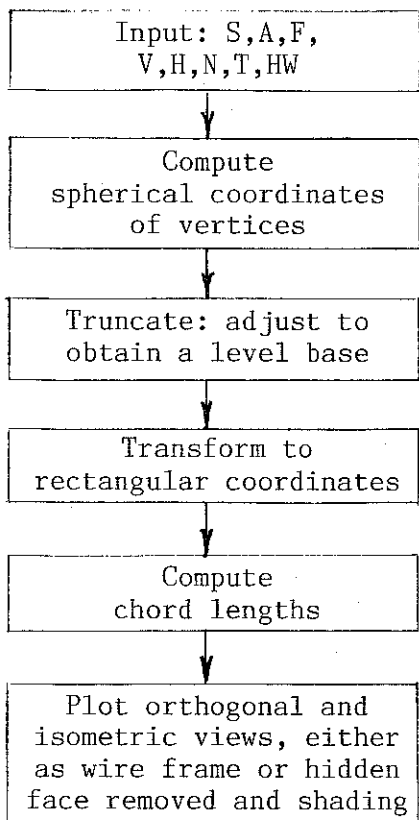 Input: S,A,F,
V,H,N,T,HW
Compute
spherical coordinates
of vertices
Truncate: adjust to
obtain a level base
Transform to
rectangular coordinates
Compute
chord lengths
Plot orthogonal and
isometric views, either
as wire frame or hidden
face removed and shading